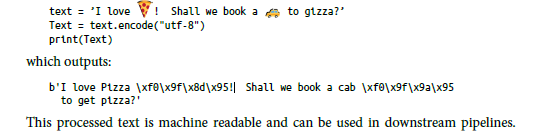 text = 'I love 🍕! Shall we book a 🚕 to gizza?'
Text = text.encode("utf-8")
print(Text)
which outputs:
b'I love Pizza \xf0\x9f\x8d\x95!| Shall we book a cab \xf0\x9f\x9a\x95
to get pizza?'
This processed text is machine readable and can be used in downstream pipelines.